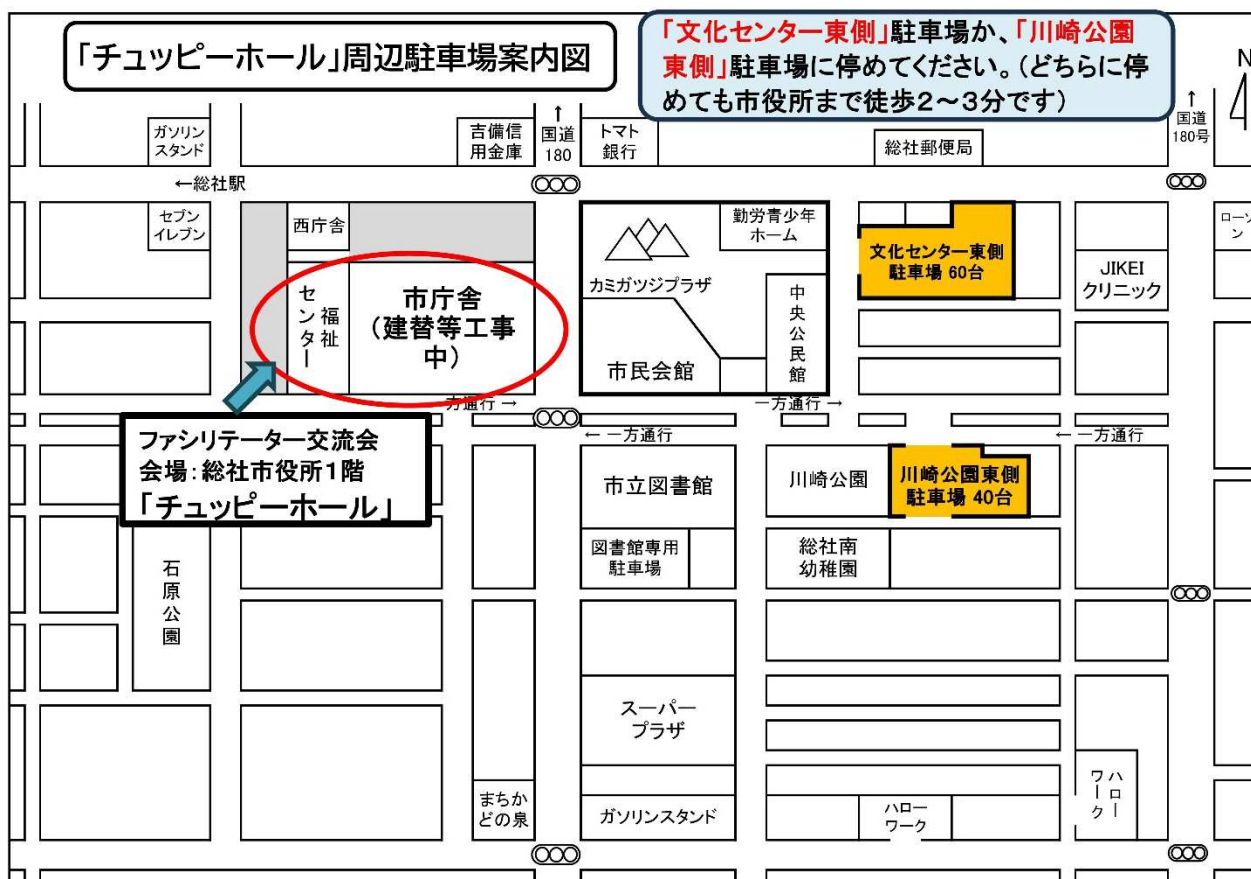 「チュッピーホール」周辺駐車場案内図
「文化センター東側」駐車場か、「川崎公園
東側」駐車場に停めてください。(どちらに停
めても市役所まで徒歩2～3分です)
N
ガソリン
スタンド
吉備信
用金庫
↑
国道
180
トマト
銀行
総社郵便局
↑
国道
180号
←総社駅
セブン
イレブン
西庁舎
勤労青少年
ホーム
カミガツジプラザ
文化センター東側
駐車場 60台
JIKEI
クリニック
ローソ
ン
福祉
センター
市庁舎
(建替等工事
中)
市民会館
中央公民館
方通行 →
一方通行 →
← 一方通行
← 一方通行
ファシリテーター交流会
会場:総社市役所1階
「チュッピーホール」
市立図書館
川崎公園
川崎公園東側
駐車場 40台
図書館専用
駐車場
総社南
幼稚園
石原公園
スーパー
プラザ
まちか
どの泉
ガソリンスタンド
ハロー
ワーク
ハロー
ワーク